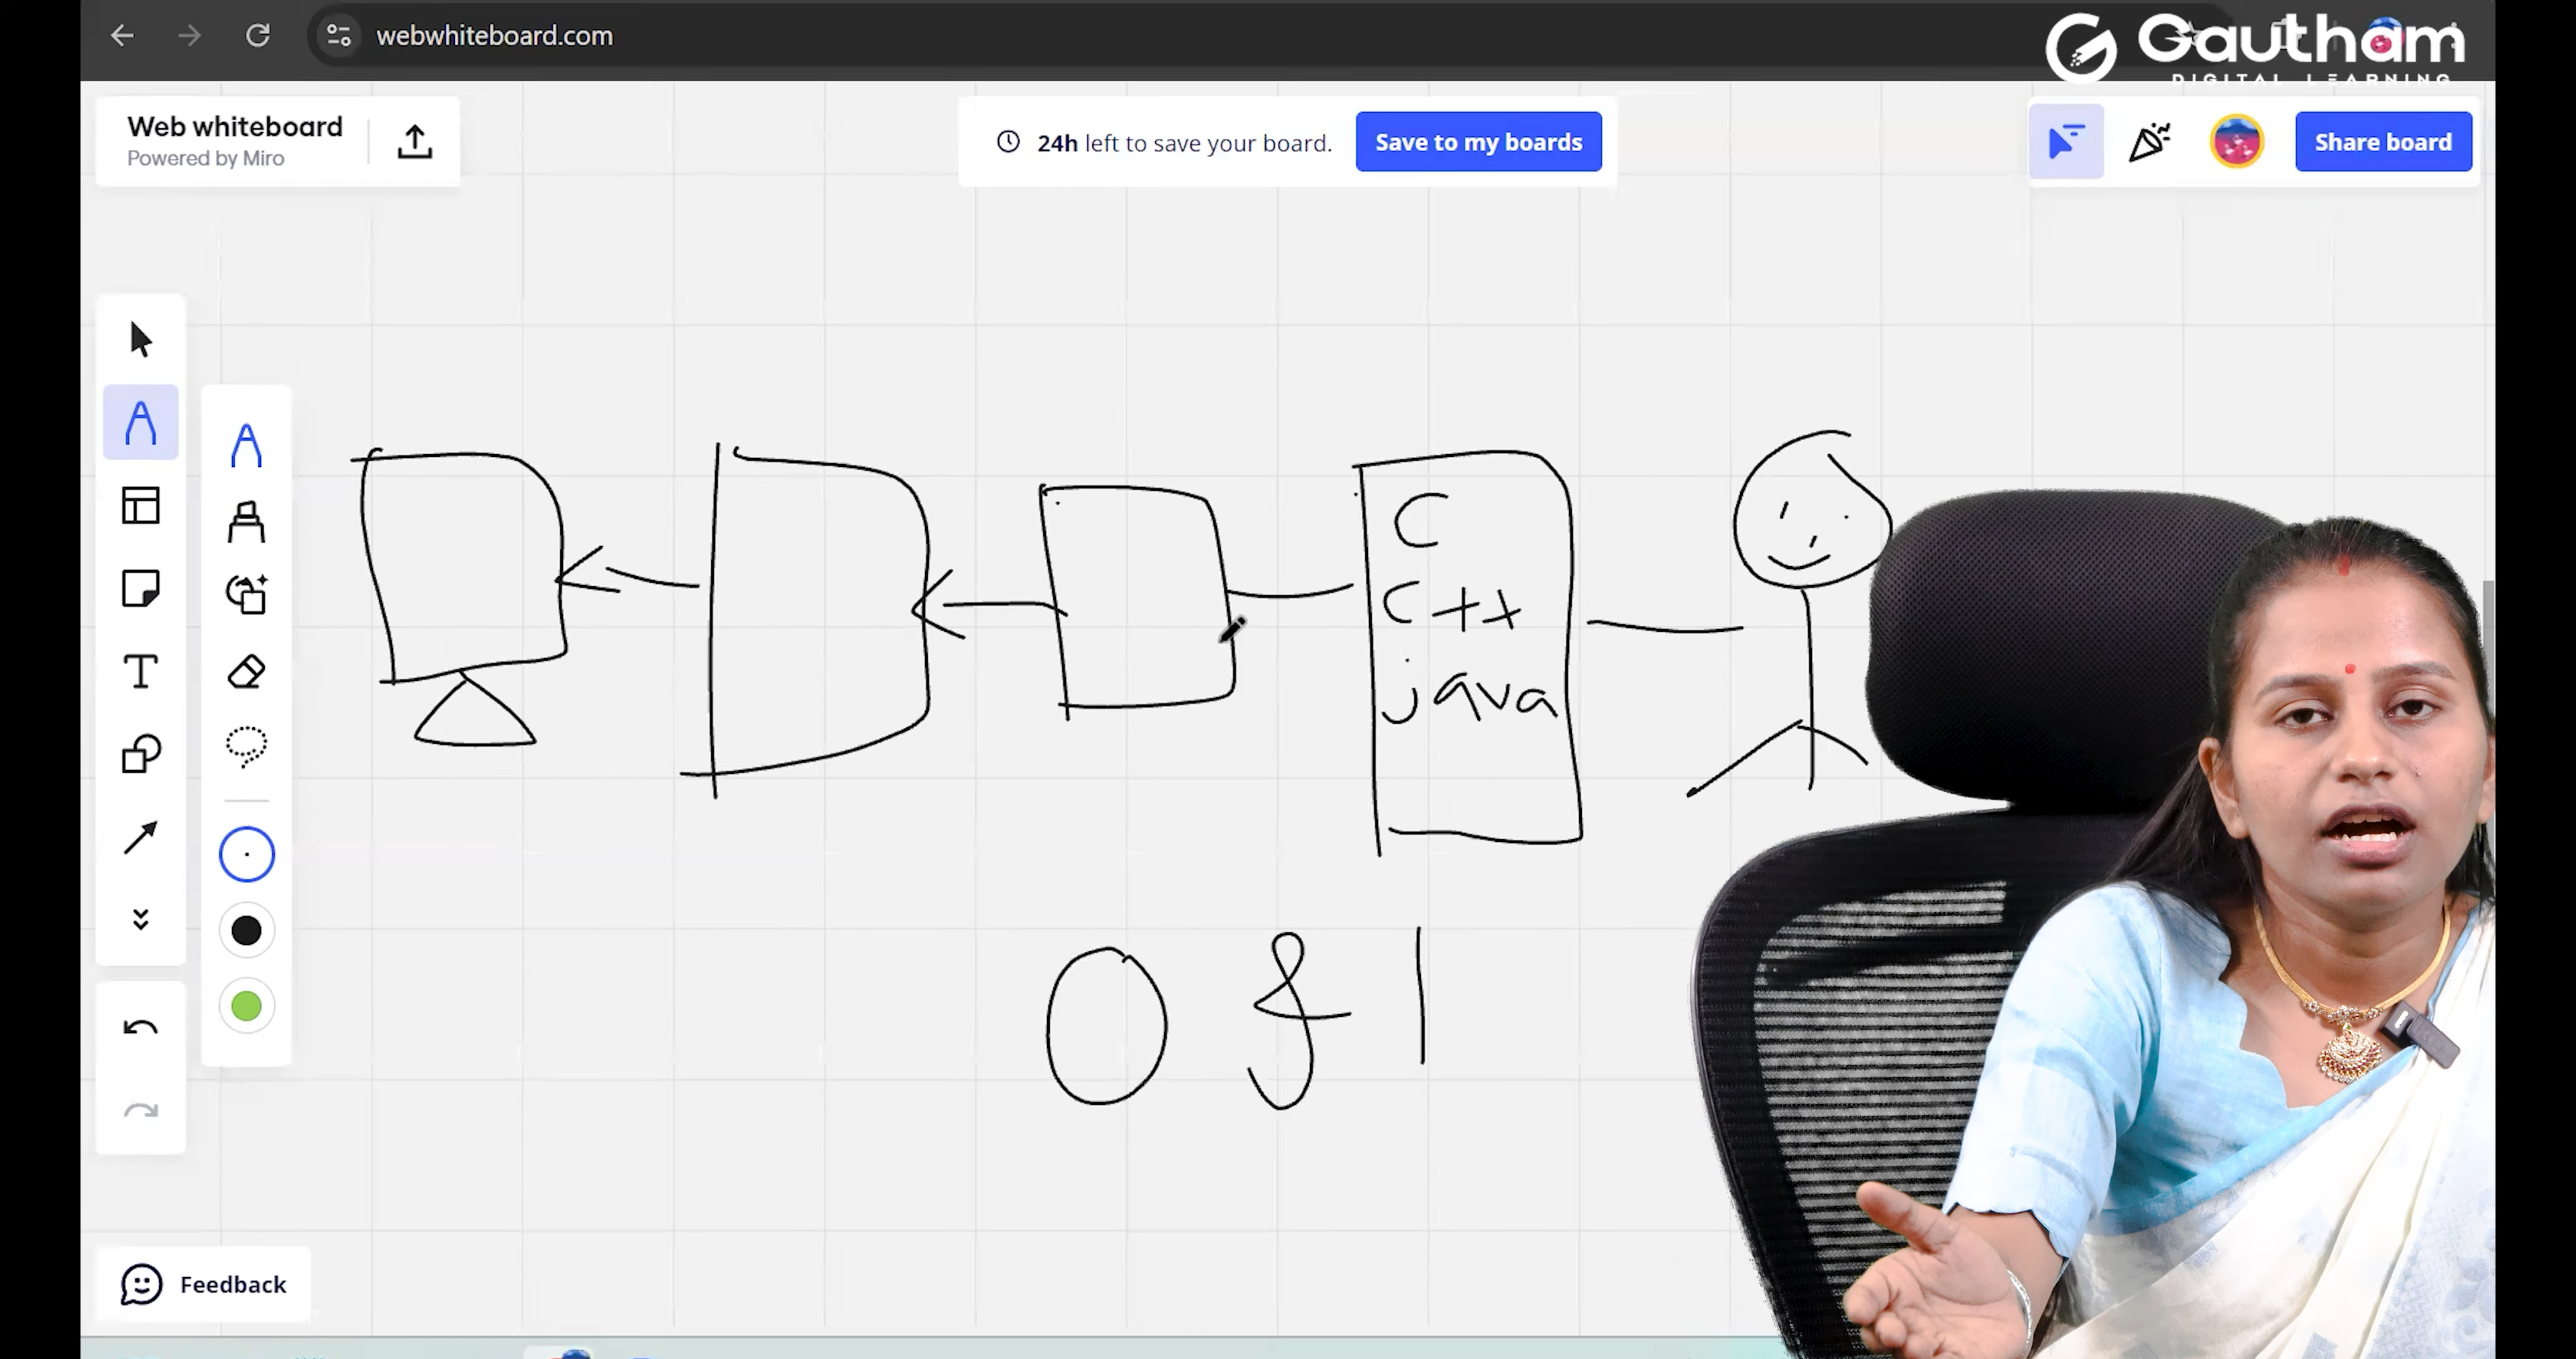 webwhiteboard.com
Gautham
DIGITAL LEARNING
Web whiteboard
Powered by Miro
24h left to save your board.
Save to my boards
Share board
C
C++
java
0 & 1
Feedback